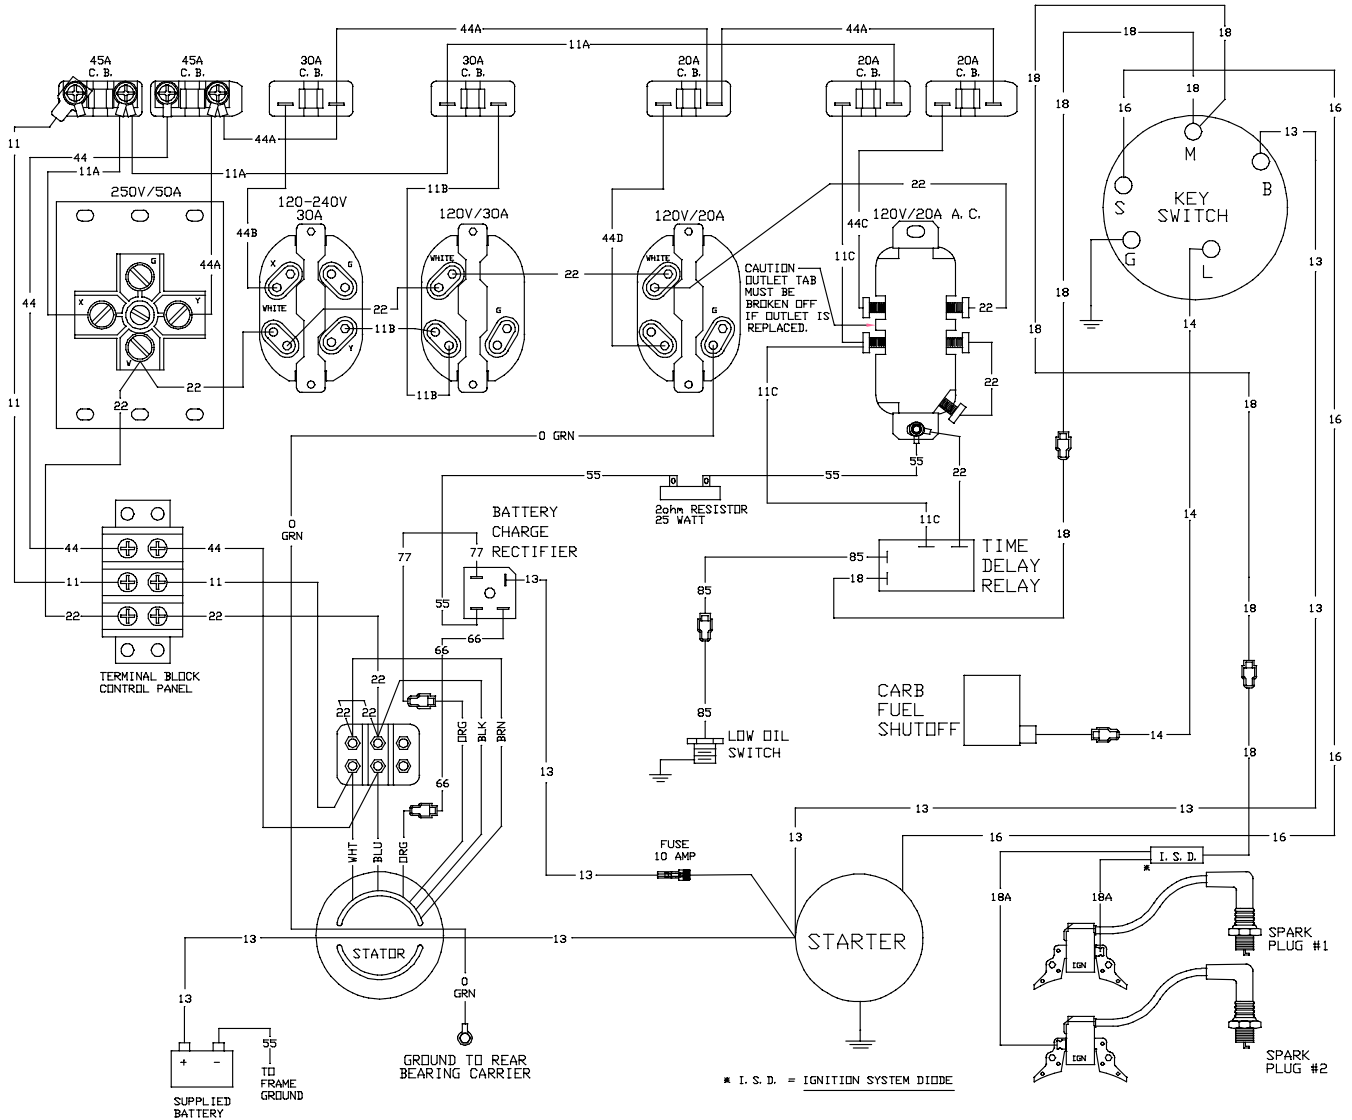 44A
44A
11A
18
18
45A
C. B.
45A
C. B.
30A
C. B.
30A
C. B.
20A
C. B.
20A
C. B.
20A
C. B.
18
18
18
16
16
11
44
44A
13
M
B
S
KEY
SWITCH
G
L
11A
11A
11B
22
250V/50A
120-240V
30A
120V/30A
120V/20A
120V/20A A. C.
44B
44D
44C
11C
44A
G
X
Y
W
X
G
WHITE
Y
WHITE
G
WHITE
G
22
22
11B
11B
22
22
CAUTION
OUTLET TAB
MUST BE
BROKEN OFF
IF OUTLET IS
REPLACED.
22
22
11C
13
18
18
14
44
11
22
18
16
0 GRN
55
55
55
22
2ohm RESISTOR
25 WATT
0
GRN
BATTERY
CHARGE
RECTIFIER
77
77
13
11C
14
18
TIME
DELAY
RELAY
85
18
44
44
11
11
22
22
55
66
66
85
18
13
TERMINAL BLOCK
CONTROL PANEL
22
22
22
ORG
BLK
BRN
85
LOW OIL
SWITCH
CARB
FUEL
SHUTOFF
14
18
16
66
13
13
13
13
16
16
WHT
BLU
ORG
FUSE
10 AMP
13
I. S. D.
*
18A
18A
13
13
STATOR
STARTER
IGN
SPARK
PLUG #1
0
GRN
13
55
+ -
TO
FRAME
GROUND
SUPPLIED
BATTERY
GROUND TO REAR
BEARING CARRIER
IGN
SPARK
PLUG #2
* I. S. D. = IGNITION SYSTEM DIODE